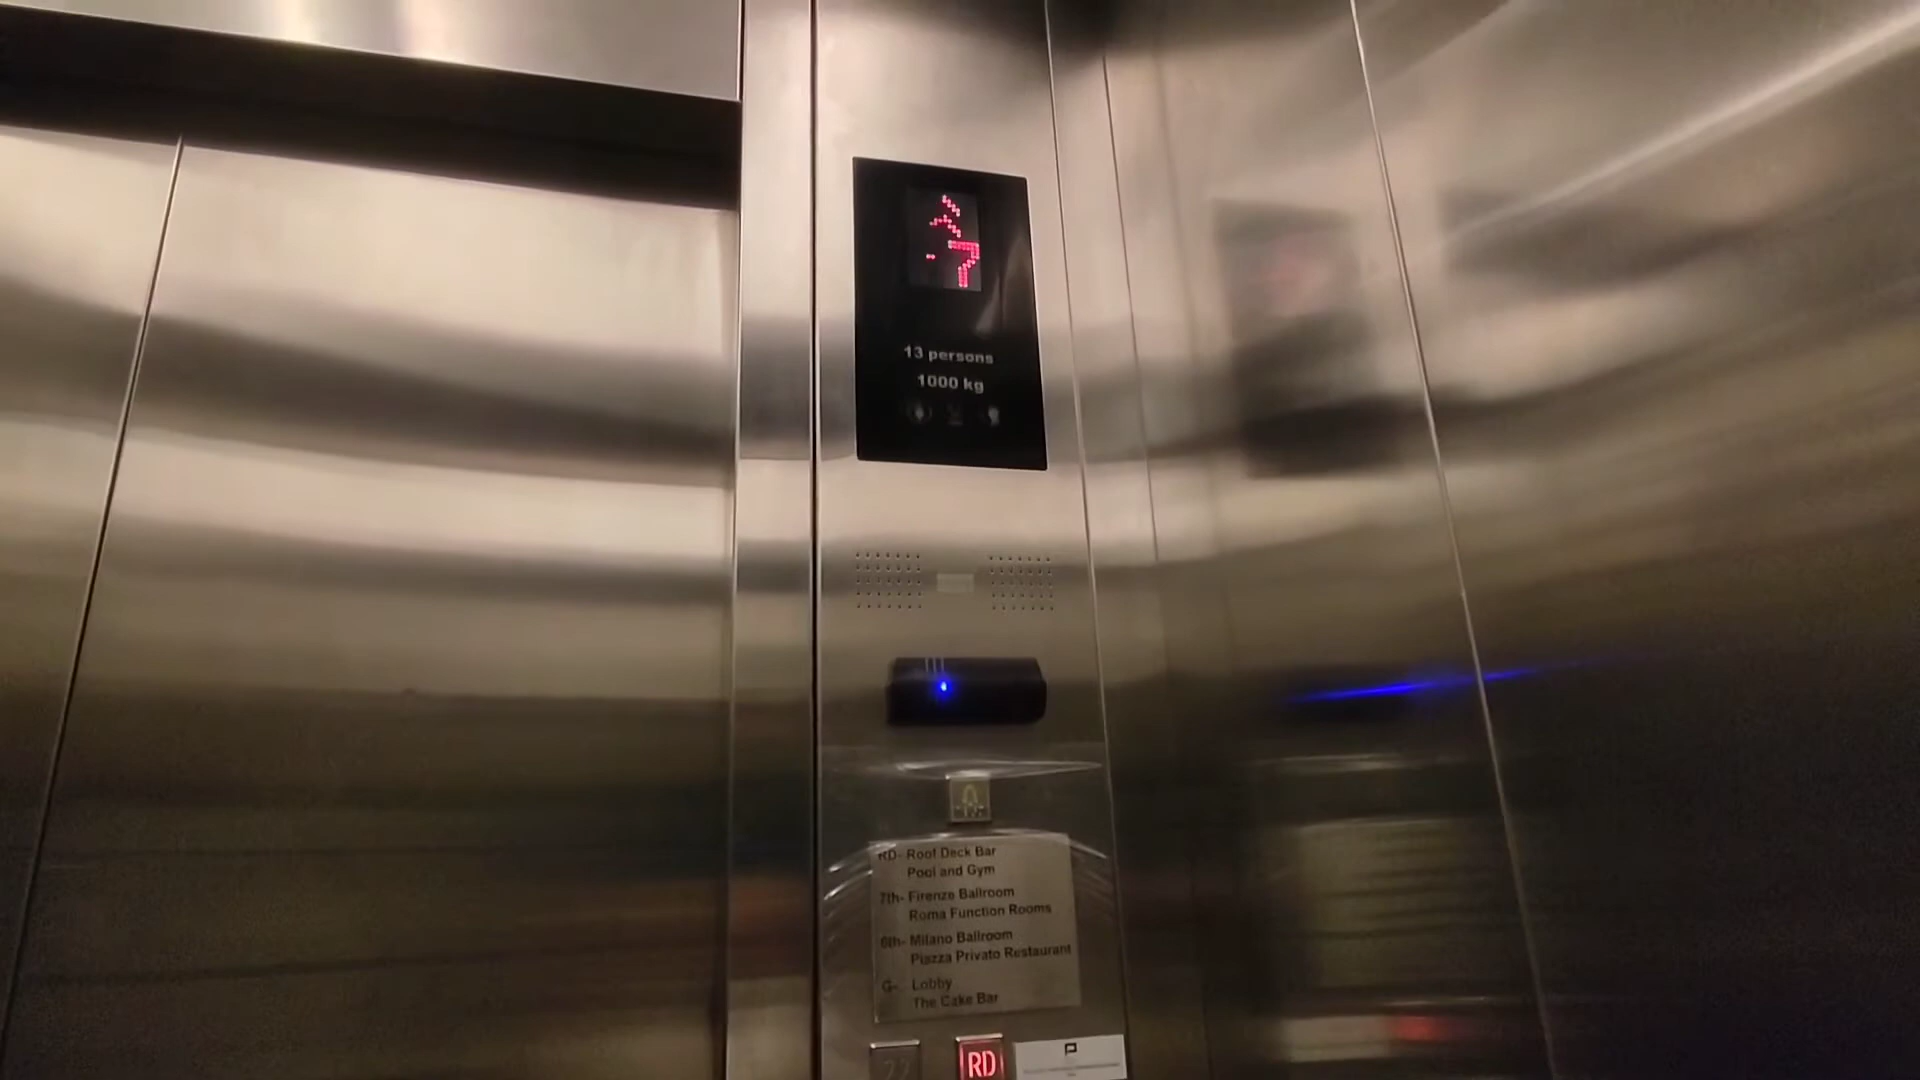 7
13 persons
1000 kg
RD- Roof Deck Bar
Pool and Gym
7th- Firenze Ballroom
Roma Function Rooms
6th- Milano Ballroom
Piazza Privato Restaurant
G- Lobby
The Cake Bar
22 RD